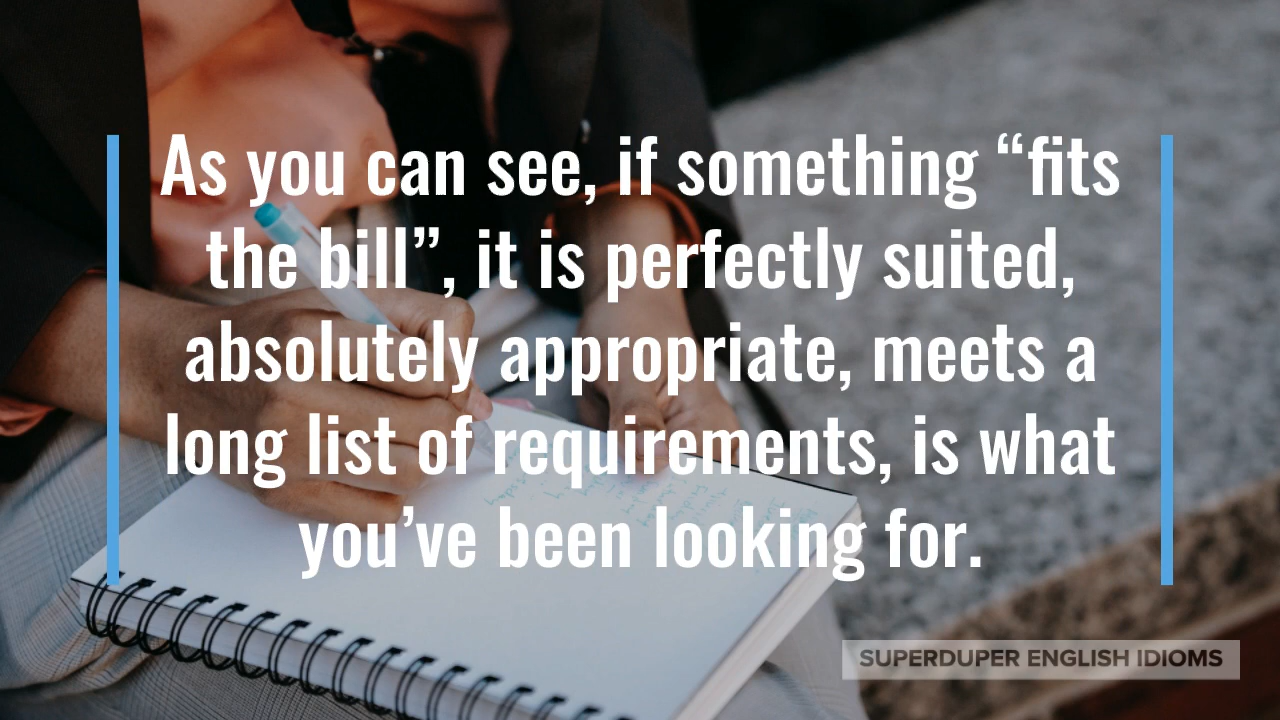 As you can see, if something “fits
the bill”, it is perfectly suited,
absolutely appropriate, meets a
long list of requirements, is what
you’ve been looking for.
SUPERDUPER ENGLISH IDIOMS